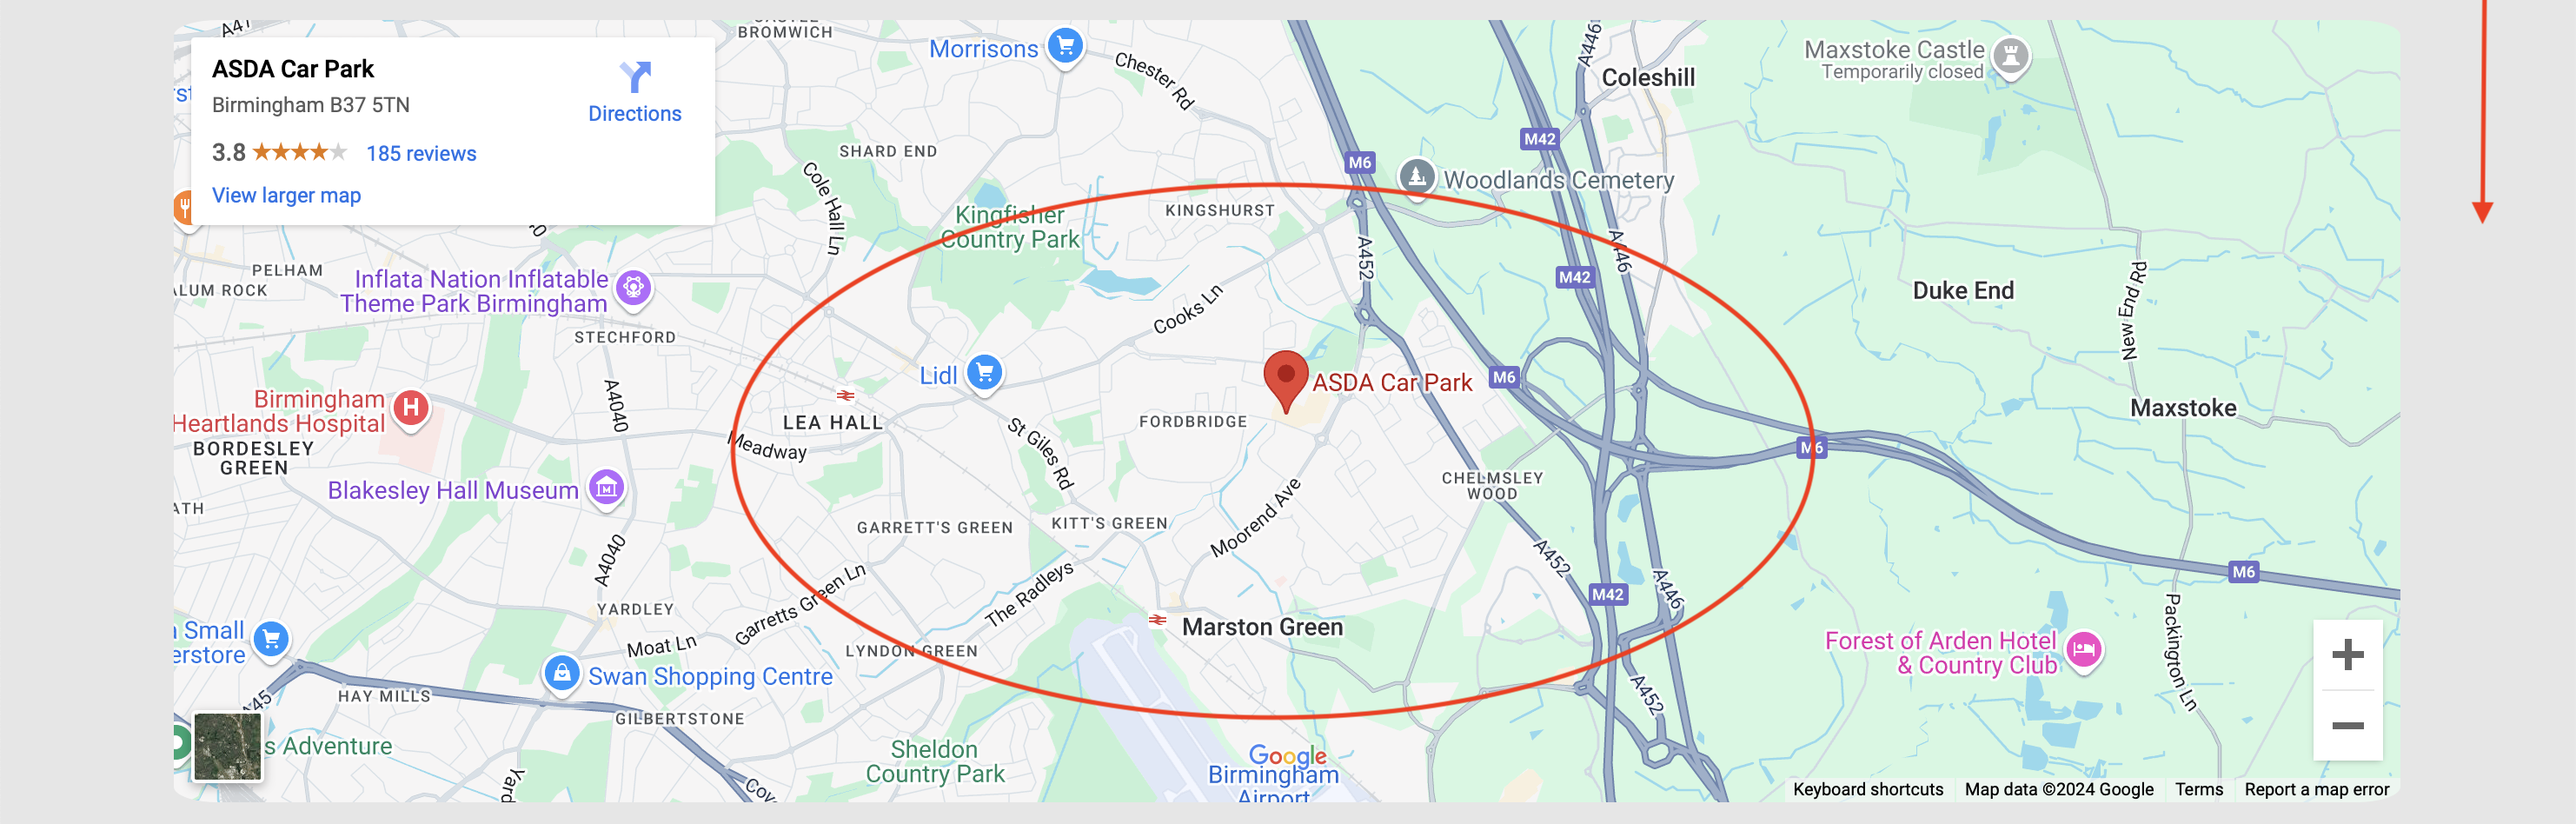 A47
CASTLE
BROMWICH
ASDA Car Park
Birmingham B37 5TN
3.8
185 reviews
Directions
View larger map
Morrisons
Chester Rd
A446
Coleshill
Maxstoke Castle
Temporarily closed
M42
M6
SHARD END
Cole Hall Ln
Woodlands Cemetery
Kingfisher
Country Park
KINGSHURST
A452
A446
M42
PELHAM
ALUM ROCK
Inflata Nation Inflatable
Theme Park Birmingham
STECHFORD
Cooks Ln
Duke End
New End Rd
Lidl
ASDA Car Park
M6
Birmingham
Heartlands Hospital
BORDESLEY
GREEN
A4040
LEA HALL
Meadway
St Giles Rd
FORDBRIDGE
Maxstoke
M6
Blakesley Hall Museum
CHELMSLEY
WOOD
ATH
GARRETT'S GREEN
KITT'S GREEN
Moorend Ave
A4040
A452
M42
A446
M6
YARDLEY
Garretts Green Ln
The Radleys
Marston Green
Packington Ln
a Small
erstore
Moat Ln
LYNDON GREEN
Forest of Arden Hotel
& Country Club
Swan Shopping Centre
A45
HAY MILLS
GILBERTSTONE
A452
s Adventure
Sheldon
Country Park
Google
Birmingham
Airport
Yard
Cov
Keyboard shortcuts
Map data ©2024 Google
Terms
Report a map error